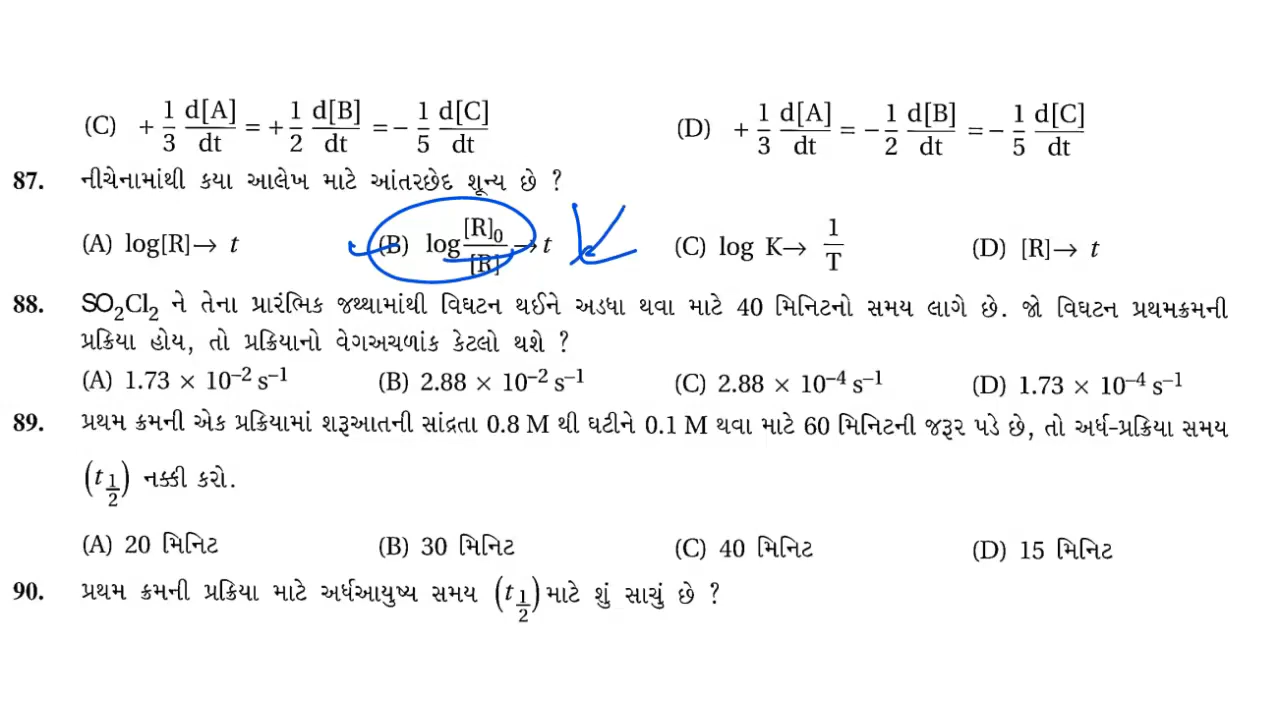 (C) + 1/3 d[A]/dt = + 1/2 d[B]/dt = − 1/5 d[C]/dt (D) + 1/3 d[A]/dt = − 1/2 d[B]/dt = − 1/5 d[C]/dt
87. નીચેનામાંથી કયા આલેખ માટે આંતરછેદ શૂન્ય છે ?
(A) log[R]→ t (B) log [R]₀/[R] → t (C) log K→ 1/T (D) [R]→ t
88. SO₂Cl₂ ને તેના પ્રારંભિક જથ્થામાંથી વિઘટન થઈને અડધા થવા માટે 40 મિનિટનો સમય લાગે છે. જો વિઘટન પ્રથમક્રમની
પ્રક્રિયા હોય, તો પ્રક્રિયાનો વેગઅચળાંક કેટલો થશે ?
(A) 1.73 × 10⁻² s⁻¹ (B) 2.88 × 10⁻² s⁻¹ (C) 2.88 × 10⁻⁴ s⁻¹ (D) 1.73 × 10⁻⁴ s⁻¹
89. પ્રથમ ક્રમની એક પ્રક્રિયામાં શરૂઆતની સાંદ્રતા 0.8 M થી ઘટીને 0.1 M થવા માટે 60 મિનિટની જરૂર પડે છે, તો અર્ધ-પ્રક્રિયા સમય
(t 1/2) નક્કી કરો.
(A) 20 મિનિટ (B) 30 મિનિટ (C) 40 મિનિટ (D) 15 મિનિટ
90. પ્રથમ ક્રમની પ્રક્રિયા માટે અર્ધઆયુષ્ય સમય (t 1/2) માટે શું સાચું છે ?